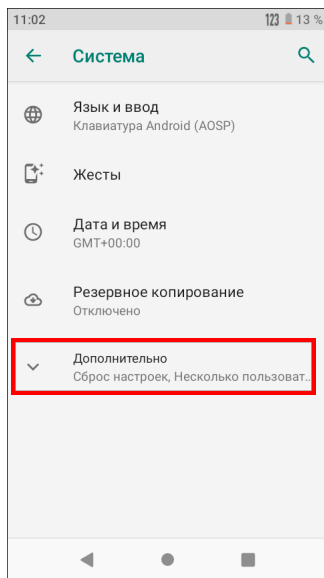 11:02 123 13 %
Система
Язык и ввод
Клавиатура Android (AOSP)
Жесты
Дата и время
GMT+00:00
Резервное копирование
Отключено
Дополнительно
Сброс настроек, Несколько пользоват..